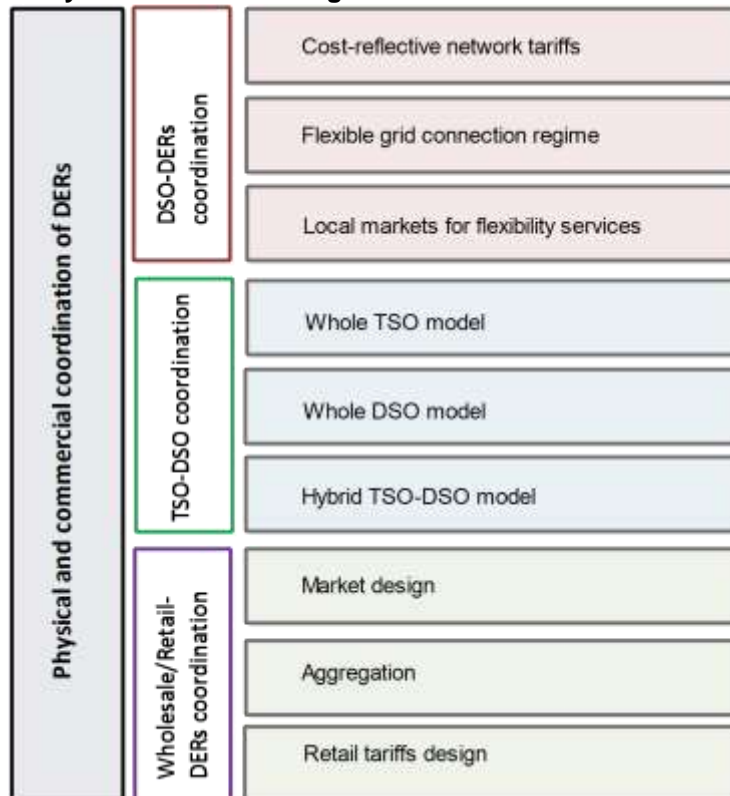 Physical and commercial coordination of DERs
DSO-DERs
coordination
Cost-reflective network tariffs
Flexible grid connection regime
Local markets for flexibility services
TSO-DSO coordination
Whole TSO model
Whole DSO model
Hybrid TSO-DSO model
Wholesale/Retail-
DERs coordination
Market design
Aggregation
Retail tariffs design